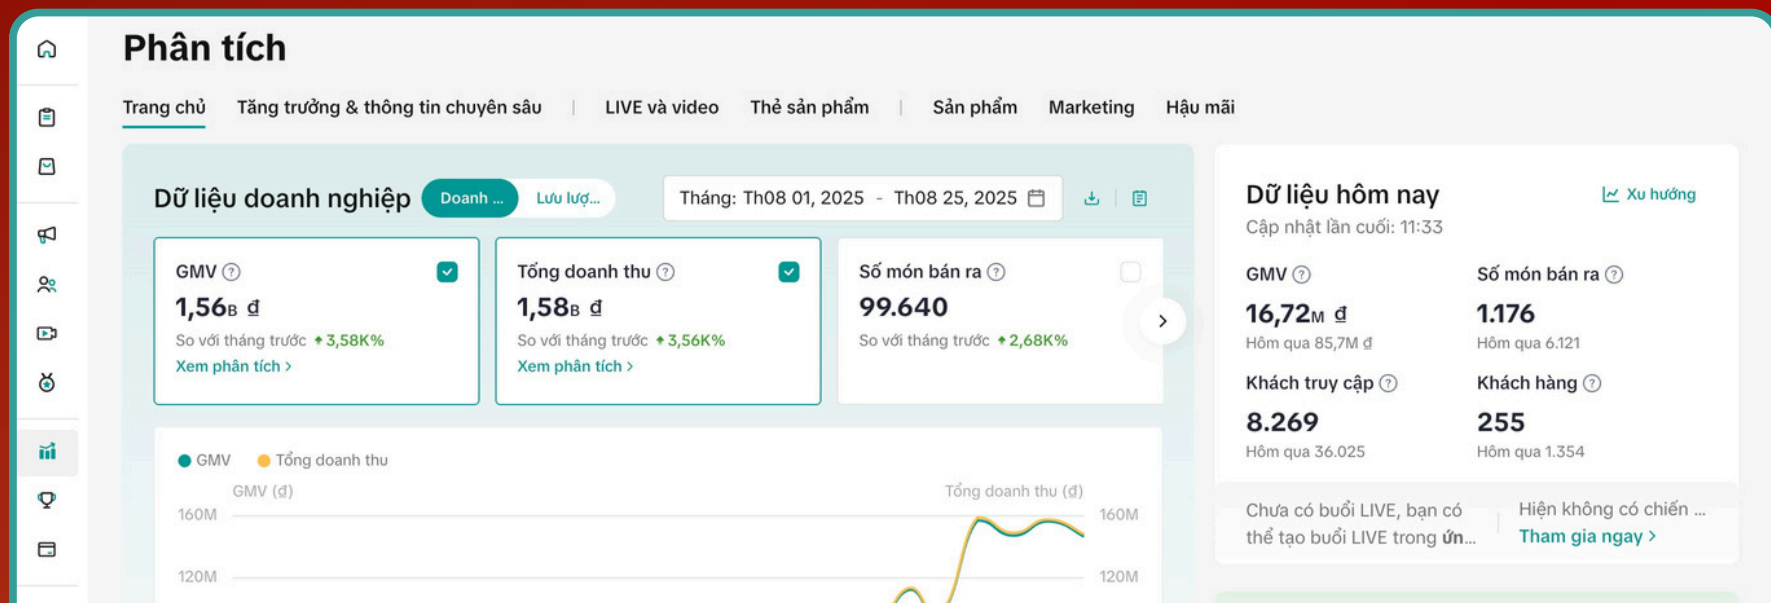 Phân tích
Trang chủ Tăng trưởng & thông tin chuyên sâu | LIVE và video Thẻ sản phẩm | Sản phẩm Marketing Hậu mãi
Dữ liệu doanh nghiệp Doanh ... Lưu lượ... Tháng: Th08 01, 2025 - Th08 25, 2025
GMV
1,56B ₫
So với tháng trước 3,58K%
Xem phân tích >
Tổng doanh thu
1,58B ₫
So với tháng trước 3,56K%
Xem phân tích >
Số món bán ra
99.640
So với tháng trước 2,68K%
GMV Tổng doanh thu
GMV (₫) Tổng doanh thu (₫)
160M 160M
120M 120M
Dữ liệu hôm nay Xu hướng
Cập nhật lần cuối: 11:33
GMV
16,72M ₫
Hôm qua 85,7M ₫
Số món bán ra
1.176
Hôm qua 6.121
Khách truy cập
8.269
Hôm qua 36.025
Khách hàng
255
Hôm qua 1.354
Chưa có buổi LIVE, bạn có
thể tạo buổi LIVE trong ứn...
Hiện không có chiến ...
Tham gia ngay >